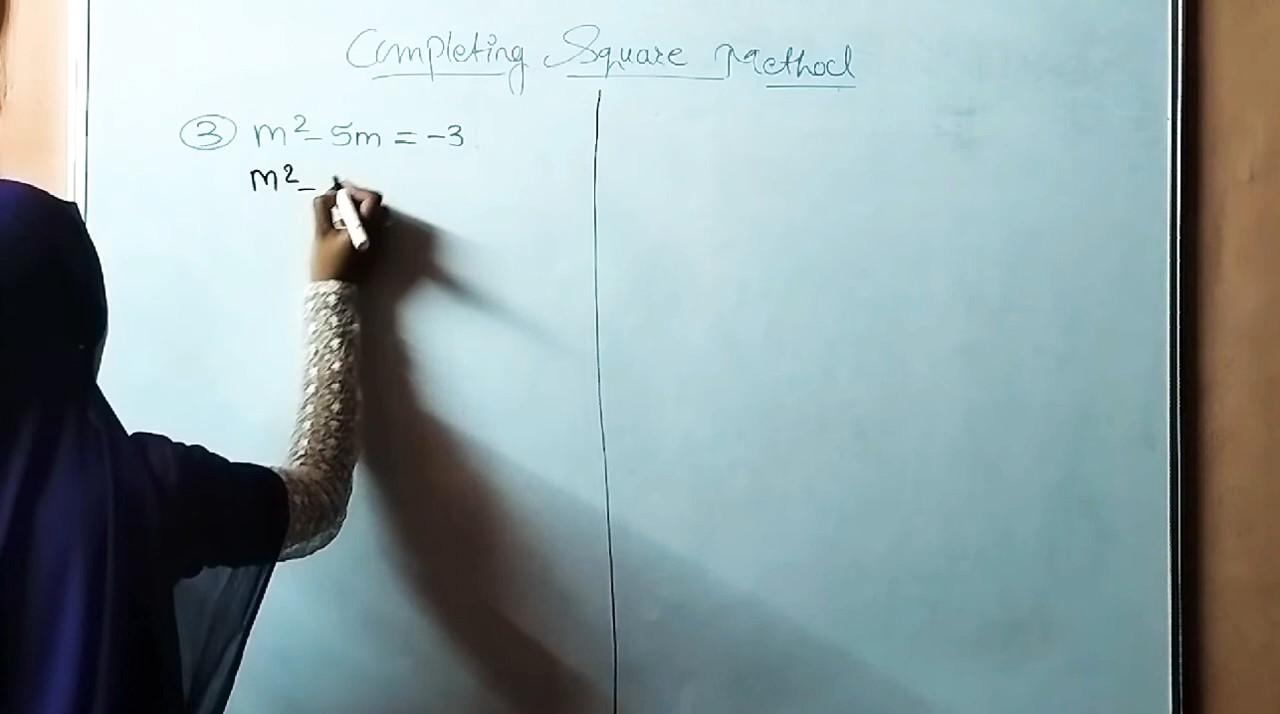 Completing Square Method
③ m² - 5m = -3
m² -